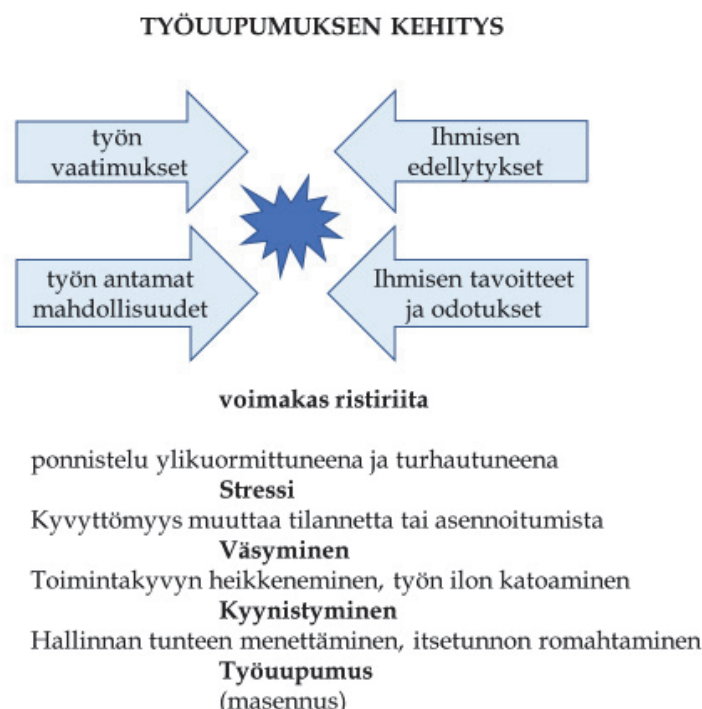 TYÖUUPUMUKSEN KEHITYS
työn
vaatimukset
Ihmisen
edellytykset
työn antamat
mahdollisuudet
Ihmisen tavoitteet
ja odotukset
voimakas ristiriita
ponnistelu ylikuormittuneena ja turhautuneena
Stressi
Kyvyttömyys muuttaa tilannetta tai asennoitumista
Väsyminen
Toimintakyvyn heikkeneminen, työn ilon katoaminen
Kyynistyminen
Hallinnan tunteen menettäminen, itsetunnon romahtaminen
Työuupumus
(masennus)